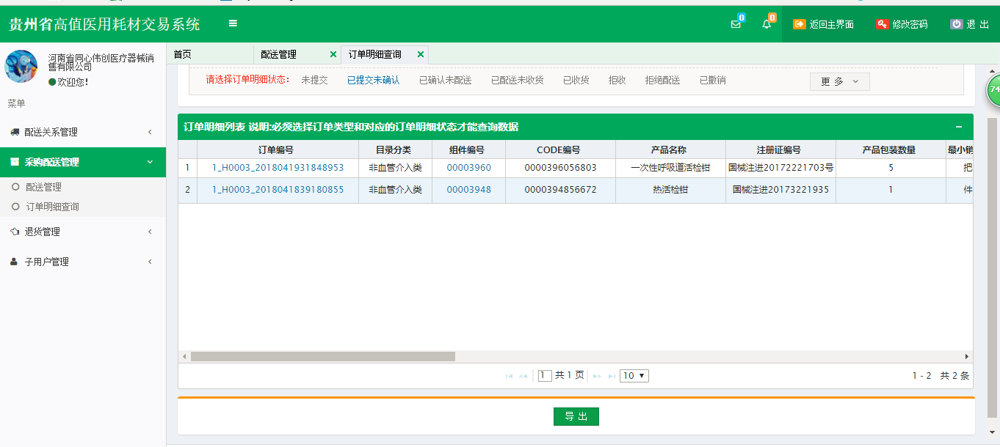 贵州省高值医用耗材交易系统
0
0
返回主界面
修改密码
退 出
河南省同心伟创医疗器械销售有限公司
欢迎您!
首页
配送管理
订单明细查询
菜单
配送关系管理
采购配送管理
配送管理
订单明细查询
退货管理
子用户管理
请选择订单明细状态: 未提交 已提交未确认 已确认未配送 已配送未收货 已收货 拒收 拒绝配送 已撤销 更 多
74
订单明细列表 说明:必须选择订单类型和对应的订单明细状态才能查询数据
订单编号 目录分类 组件编号 CODE编号 产品名称 注册证编号 产品包装数量 最小销
1 1_H0003_2018041931848953 非血管介入类 00003960 0000396056803 一次性呼吸道活检钳 国械注进20172221703号 5 把
2 1_H0003_2018041839180855 非血管介入类 00003948 0000394856672 热活检钳 国械注进20173221935 1 件
1 共 1 页 10
1 - 2 共 2 条
导 出